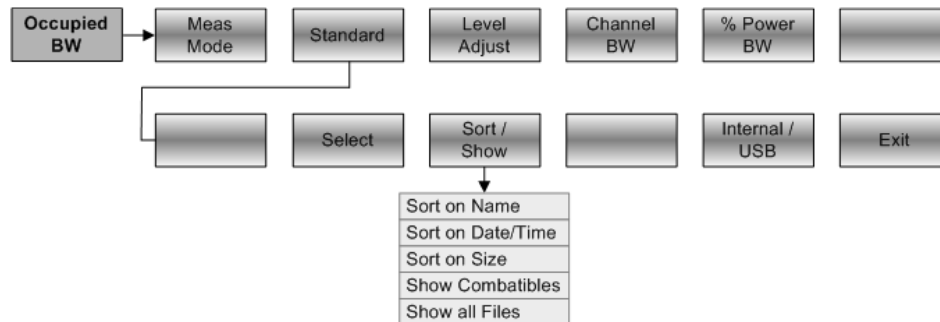 Occupied
BW
Meas
Mode
Standard
Level
Adjust
Channel
BW
% Power
BW
Select
Sort /
Show
Internal /
USB
Exit
Sort on Name
Sort on Date/Time
Sort on Size
Show Combatibles
Show all Files